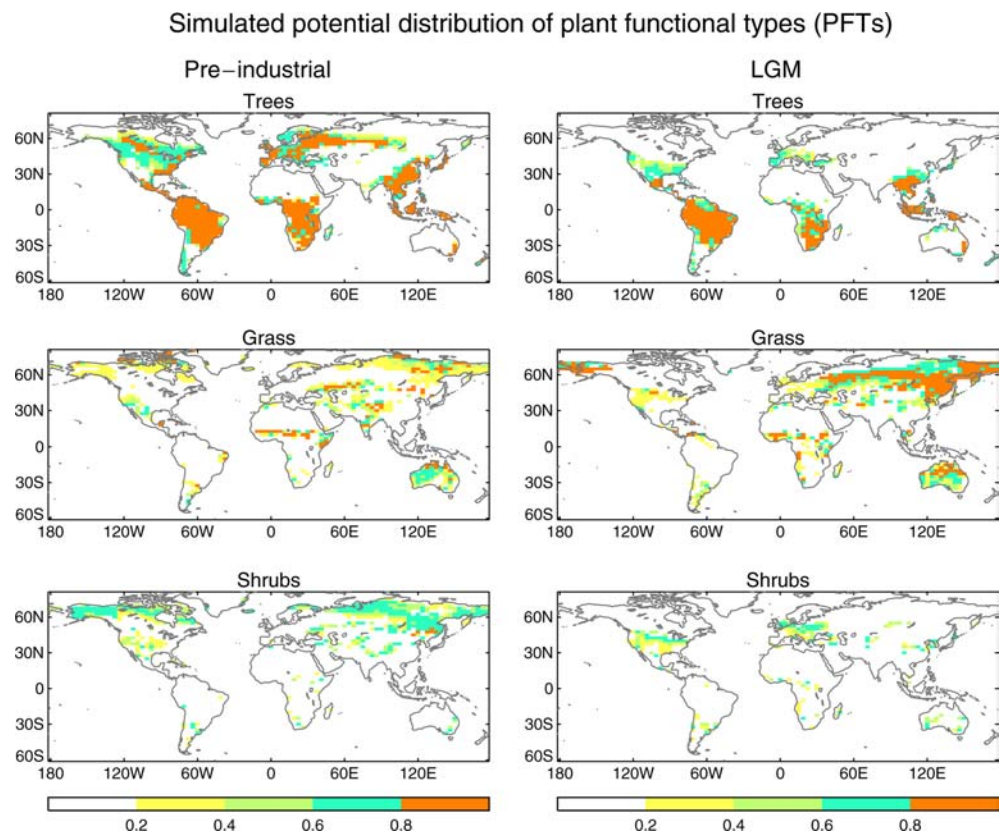 Simulated potential distribution of plant functional types (PFTs)
Pre-industrial LGM
Trees Trees
60N 60N
30N 30N
0 0
30S 30S
60S 60S
180 120W 60W 0 60E 120E 180 120W 60W 0 60E 120E
Grass Grass
60N 60N
30N 30N
0 0
30S 30S
60S 60S
180 120W 60W 0 60E 120E 180 120W 60W 0 60E 120E
Shrubs Shrubs
60N 60N
30N 30N
0 0
30S 30S
60S 60S
180 120W 60W 0 60E 120E 180 120W 60W 0 60E 120E
0.2 0.4 0.6 0.8 0.2 0.4 0.6 0.8